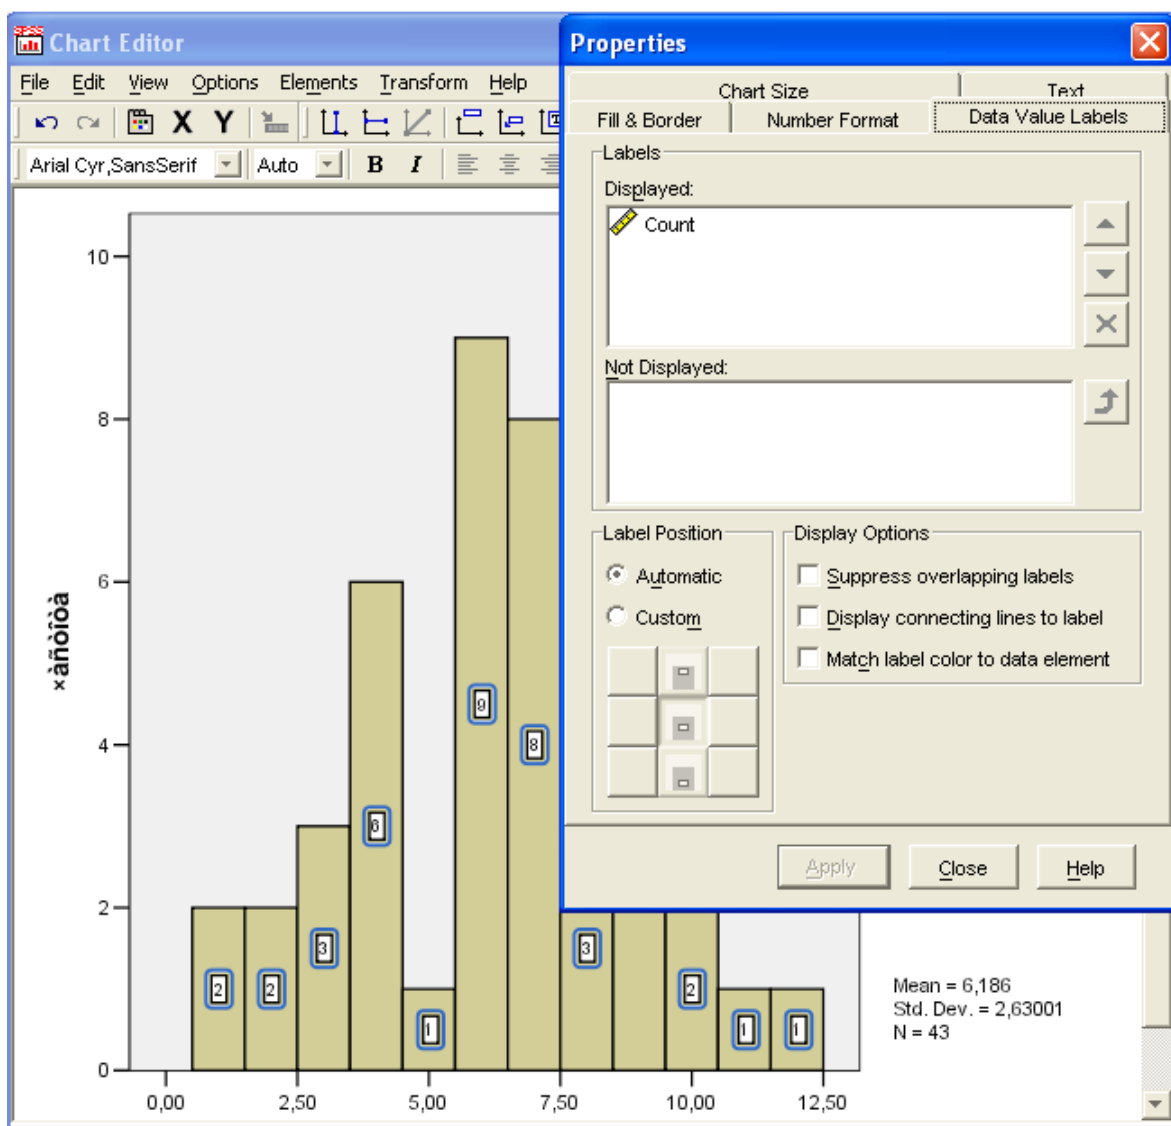 SPSS
Chart Editor
File Edit View Options Elements Transform Help
X Y
Arial Cyr,SansSerif Auto B I
10
8
6
4
2
0
×àñòîòà
2
2
3
6
1
9
8
3
2
1
1
0,00 2,50 5,00 7,50 10,00 12,50
Mean = 6,186
Std. Dev. = 2,63001
N = 43
Properties
Chart Size Text
Fill & Border Number Format Data Value Labels
Labels
Displayed:
Count
Not Displayed:
Label Position
Automatic
Custom
Display Options
Suppress overlapping labels
Display connecting lines to label
Match label color to data element
Apply Close Help